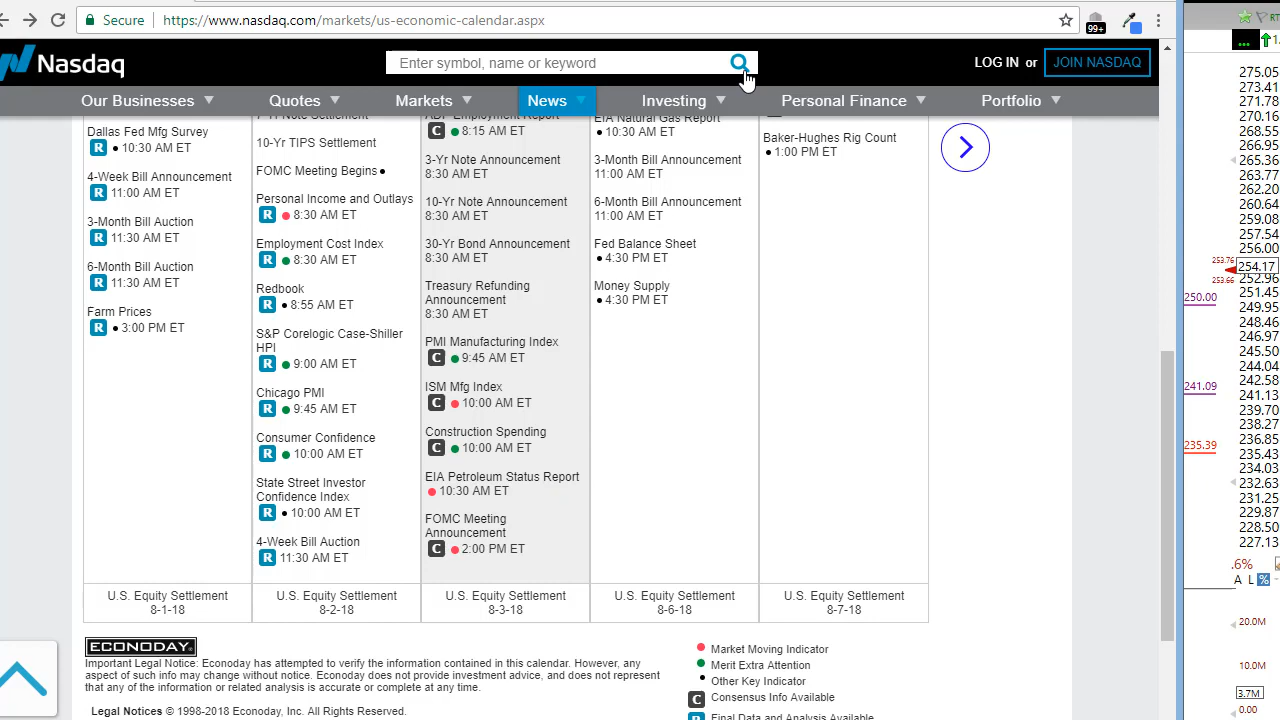 Secure
https://www.nasdaq.com/markets/us-economic-calendar.aspx
99+
Nasdaq
Enter symbol, name or keyword
LOG IN or JOIN NASDAQ
Our Businesses
Quotes
Markets
News
Investing
Personal Finance
Portfolio
Dallas Fed Mfg Survey
R • 10:30 AM ET
4-Week Bill Announcement
R 11:00 AM ET
3-Month Bill Auction
R 11:30 AM ET
6-Month Bill Auction
R 11:30 AM ET
Farm Prices
R • 3:00 PM ET
U.S. Equity Settlement
8-1-18
10-Yr TIPS Settlement
FOMC Meeting Begins •
Personal Income and Outlays
R • 8:30 AM ET
Employment Cost Index
R • 8:30 AM ET
Redbook
R • 8:55 AM ET
S&P Corelogic Case-Shiller
HPI
R • 9:00 AM ET
Chicago PMI
R • 9:45 AM ET
Consumer Confidence
R • 10:00 AM ET
State Street Investor
Confidence Index
R • 10:00 AM ET
4-Week Bill Auction
R 11:30 AM ET
U.S. Equity Settlement
8-2-18
ADP Employment Report
C • 8:15 AM ET
3-Yr Note Announcement
8:30 AM ET
10-Yr Note Announcement
8:30 AM ET
30-Yr Bond Announcement
8:30 AM ET
Treasury Refunding
Announcement
8:30 AM ET
PMI Manufacturing Index
C • 9:45 AM ET
ISM Mfg Index
C • 10:00 AM ET
Construction Spending
C • 10:00 AM ET
EIA Petroleum Status Report
• 10:30 AM ET
FOMC Meeting
Announcement
C • 2:00 PM ET
U.S. Equity Settlement
8-3-18
EIA Natural Gas Report
• 10:30 AM ET
3-Month Bill Announcement
11:00 AM ET
6-Month Bill Announcement
11:00 AM ET
Fed Balance Sheet
• 4:30 PM ET
Money Supply
• 4:30 PM ET
U.S. Equity Settlement
8-6-18
Baker-Hughes Rig Count
• 1:00 PM ET
U.S. Equity Settlement
8-7-18
ECONODAY
Important Legal Notice: Econoday has attempted to verify the information contained in this calendar. However, any
aspect of such info may change without notice. Econoday does not provide investment advice, and does not represent
that any of the information or related analysis is accurate or complete at any time.
Legal Notices © 1998-2018 Econoday, Inc. All Rights Reserved.
• Market Moving Indicator
• Merit Extra Attention
• Other Key Indicator
C Consensus Info Available
R Final Data and Analysis Available
275.05
273.41
271.78
270.16
268.55
266.95
265.36
263.77
262.20
260.64
259.08
257.54
256.00
253.76
254.17
253.66
252.96
251.45
250.00
249.95
248.46
246.97
245.50
244.04
242.58
241.09
241.13
239.70
238.27
236.85
235.39
235.43
234.03
232.63
231.25
229.87
228.50
227.13
.6%
A L %
20.0M
10.0M
3.7M
0.00